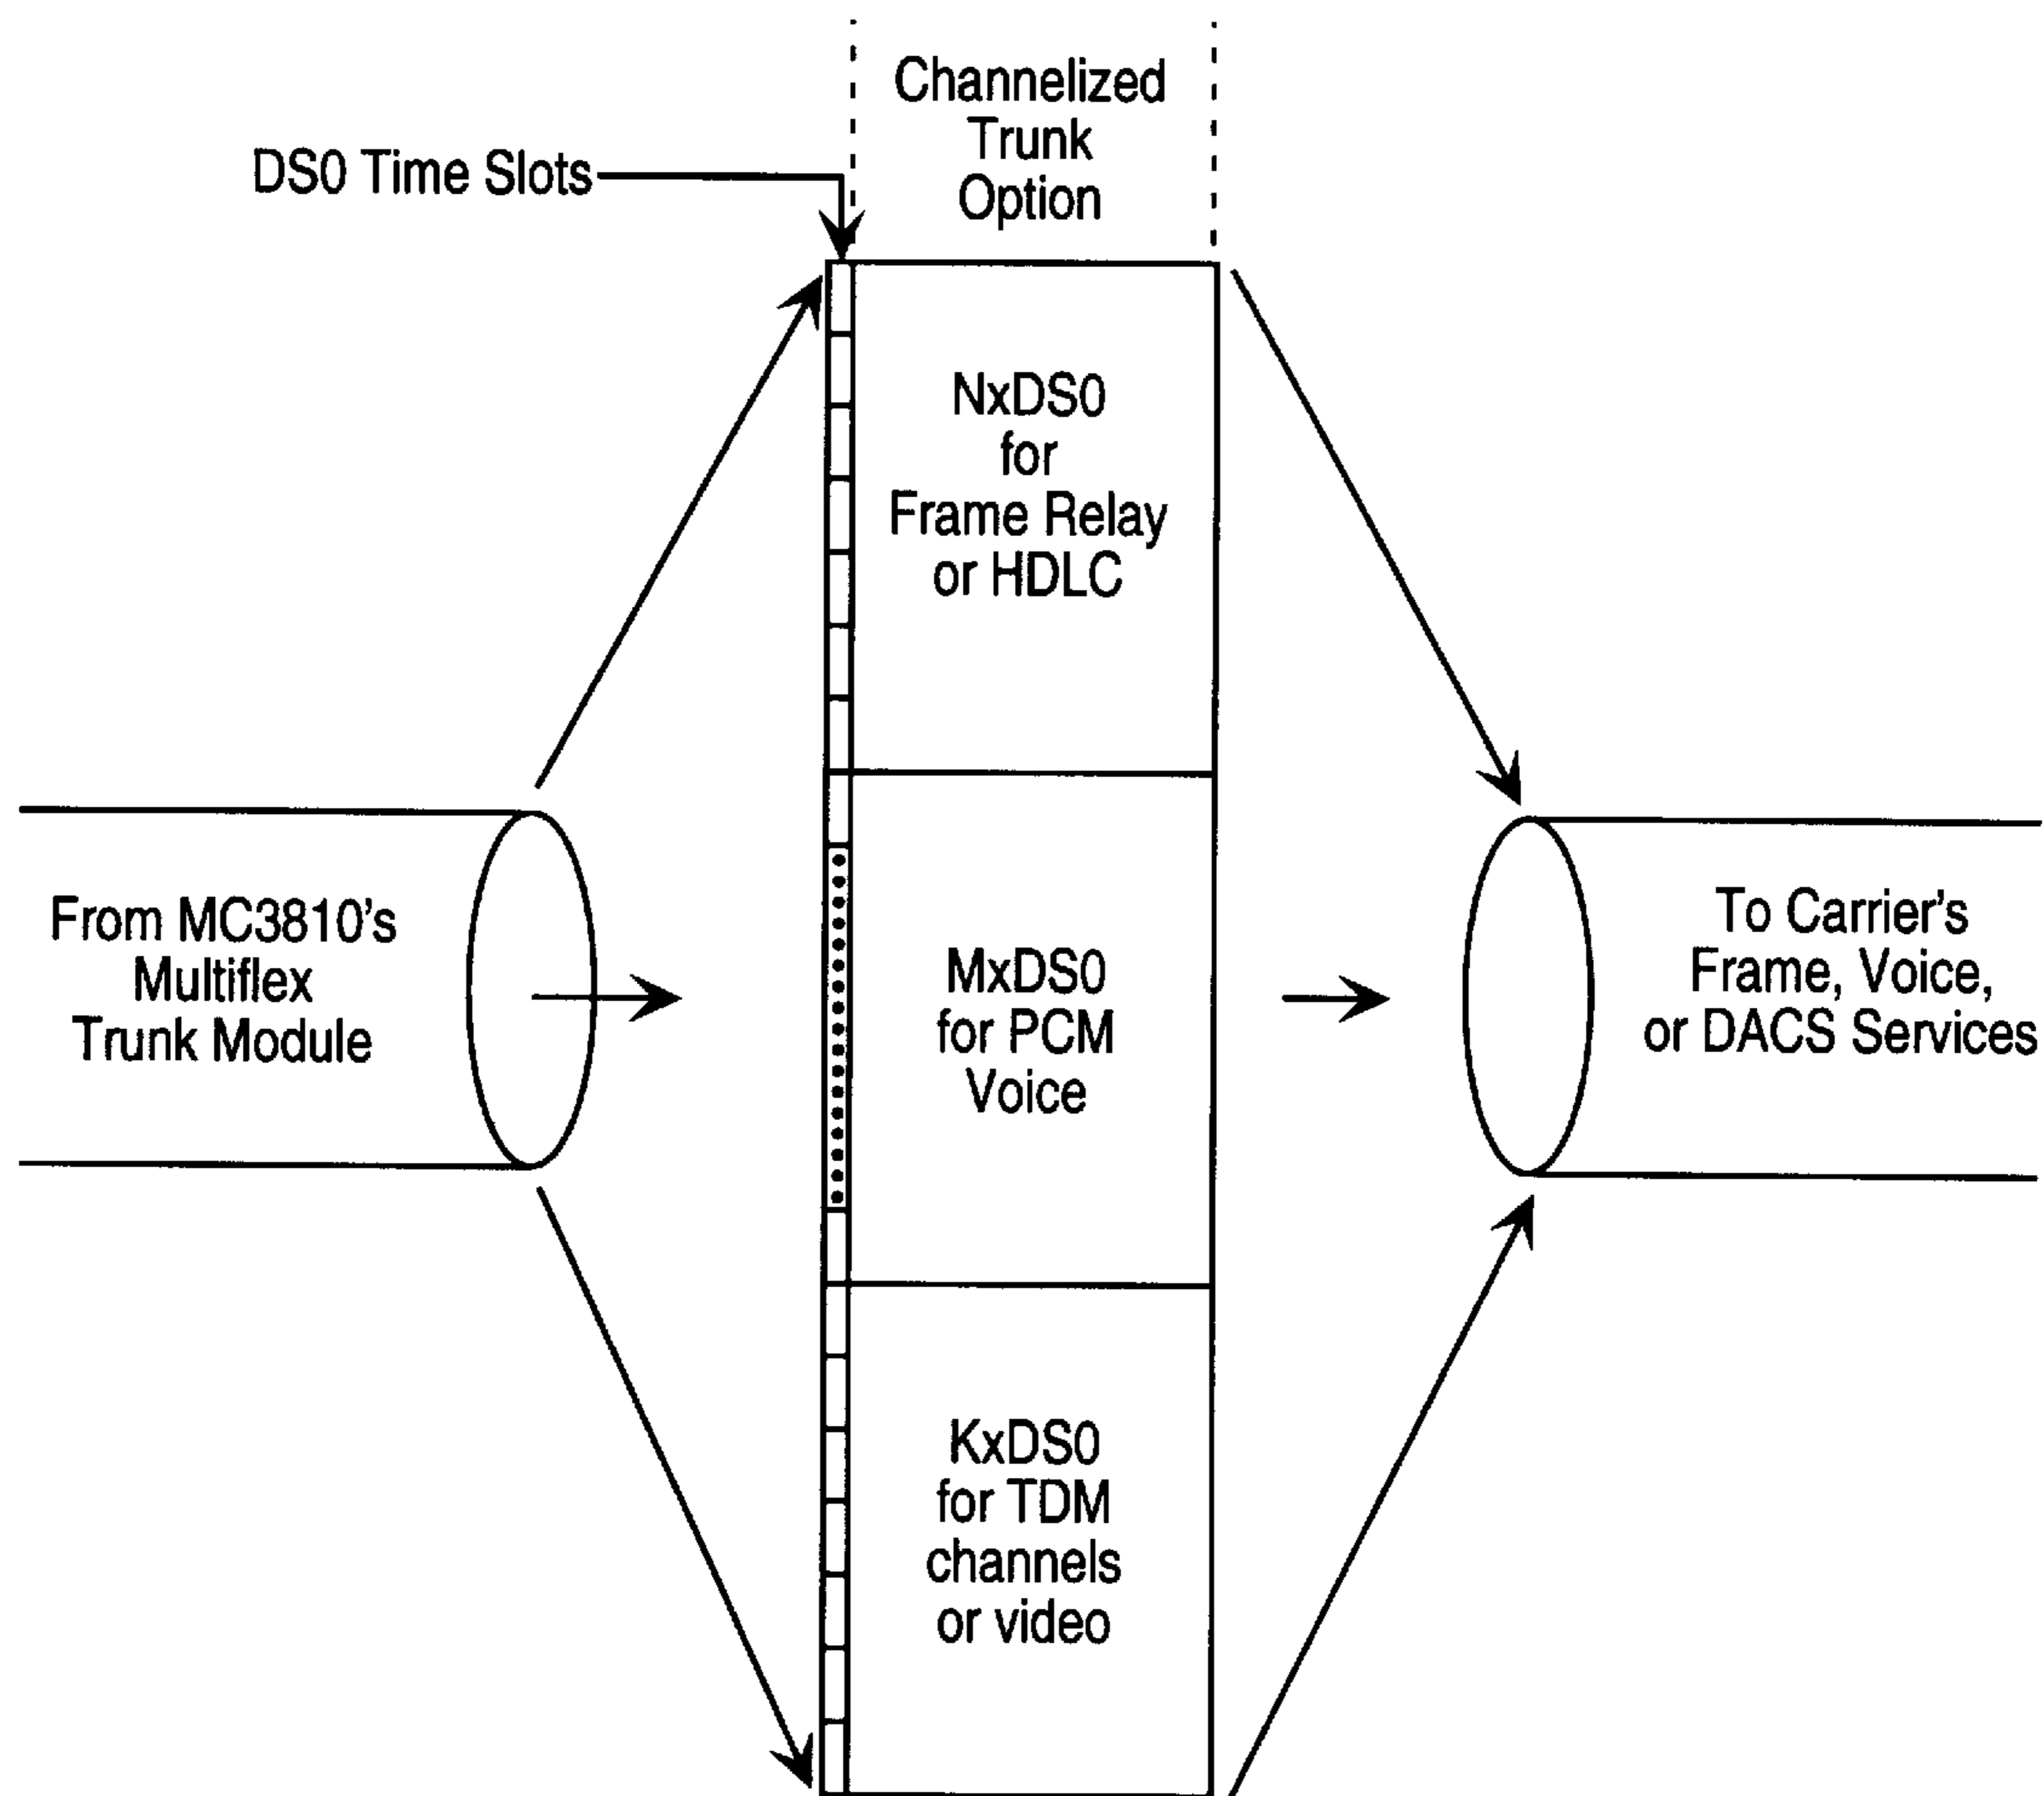 Channelized
Trunk
Option
DS0 Time Slots
NxDS0
for
Frame Relay
or HDLC
From MC3810's
Multiflex
Trunk Module
MxDS0
for PCM
Voice
To Carrier's
Frame, Voice,
or DACS Services
KxDS0
for TDM
channels
or video